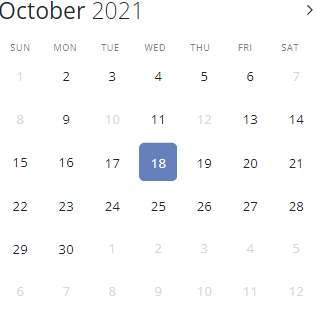 October 2021
SUN MON TUE WED THU FRI SAT
1 2 3 4 5 6 7
8 9 10 11 12 13 14
15 16 17 18 19 20 21
22 23 24 25 26 27 28
29 30 1 2 3 4 5
6 7 8 9 10 11 12